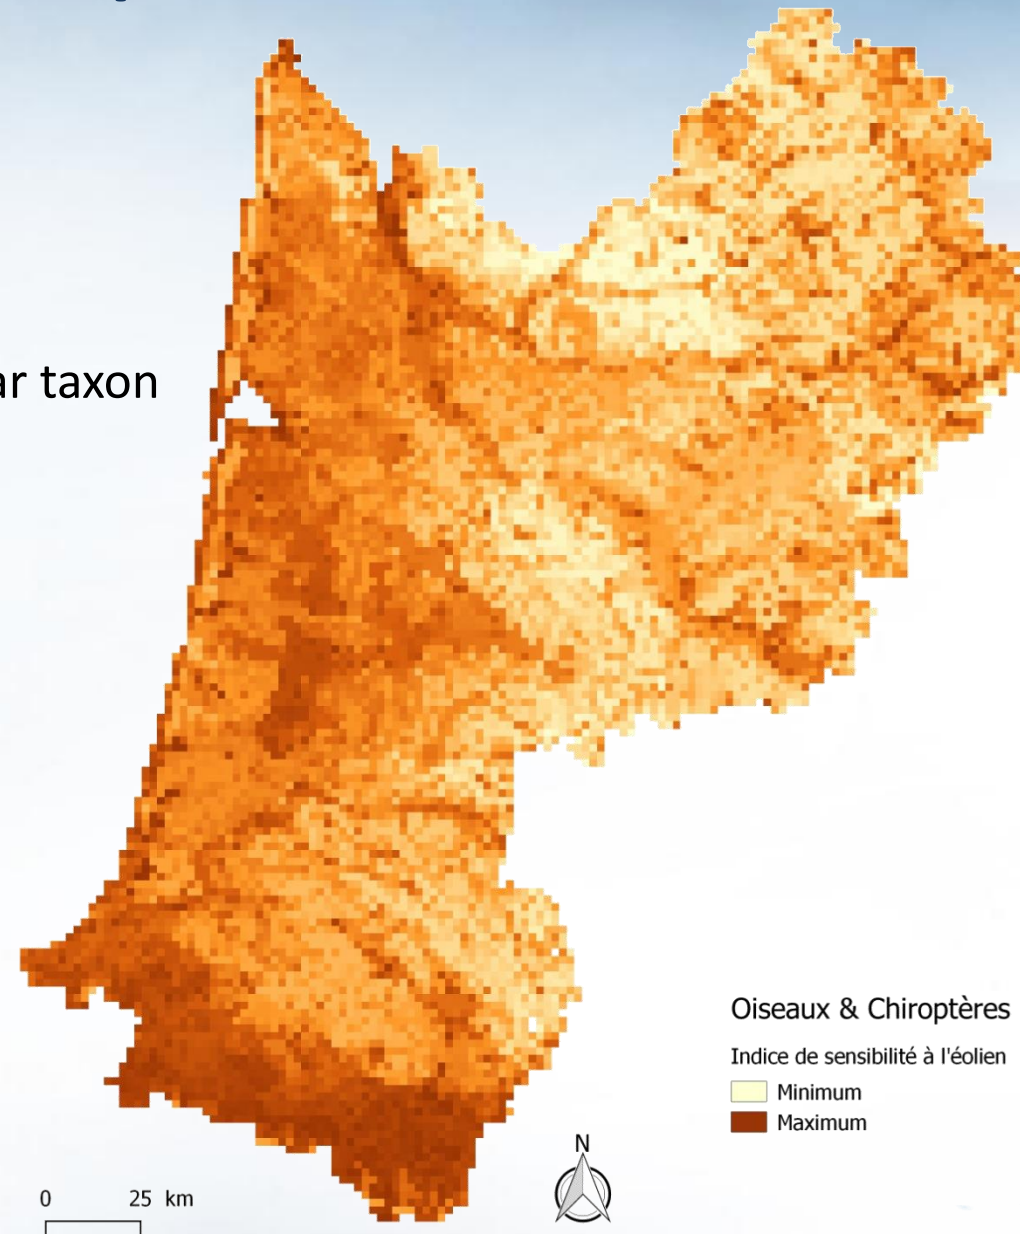 ar taxon
Oiseaux & Chiroptères
Indice de sensibilité à l'éolien
Minimum
Maximum
N
0 25 km